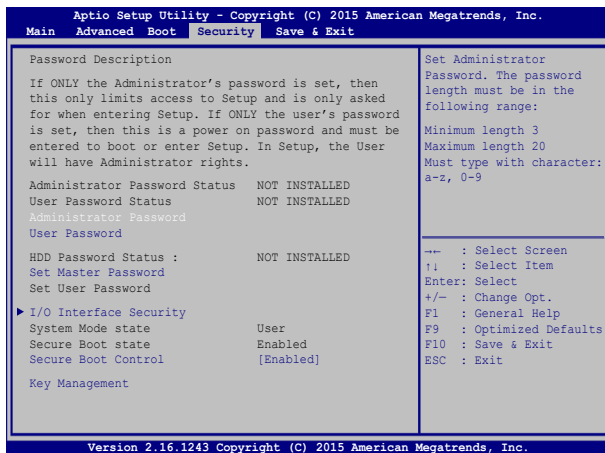 Aptio Setup Utility - Copyright (C) 2015 American Megatrends, Inc.
Main Advanced Boot Security Save & Exit
Password Description
If ONLY the Administrator's password is set, then
this only limits access to Setup and is only asked
for when entering Setup. If ONLY the user's password
is set, then this is a power on password and must be
entered to boot or enter Setup. In Setup, the User
will have Administrator rights.
Administrator Password Status NOT INSTALLED
User Password Status NOT INSTALLED
Administrator Password
User Password
HDD Password Status : NOT INSTALLED
Set Master Password
Set User Password
I/O Interface Security
System Mode state User
Secure Boot state Enabled
Secure Boot Control [Enabled]
Key Management
Set Administrator
Password. The password
length must be in the
following range:
Minimum length 3
Maximum length 20
Must type with character:
a-z, 0-9
→← : Select Screen
↑↓ : Select Item
Enter: Select
+/— : Change Opt.
F1 : General Help
F9 : Optimized Defaults
F10 : Save & Exit
ESC : Exit
Version 2.16.1243 Copyright (C) 2015 American Megatrends, Inc.